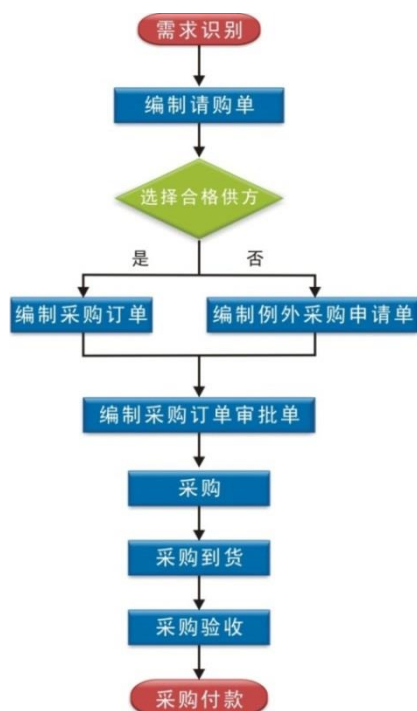 需求识别
编制请购单
选择合格供方
是
否
编制采购订单
编制例外采购申请单
编制采购订单审批单
采购
采购到货
采购验收
采购付款